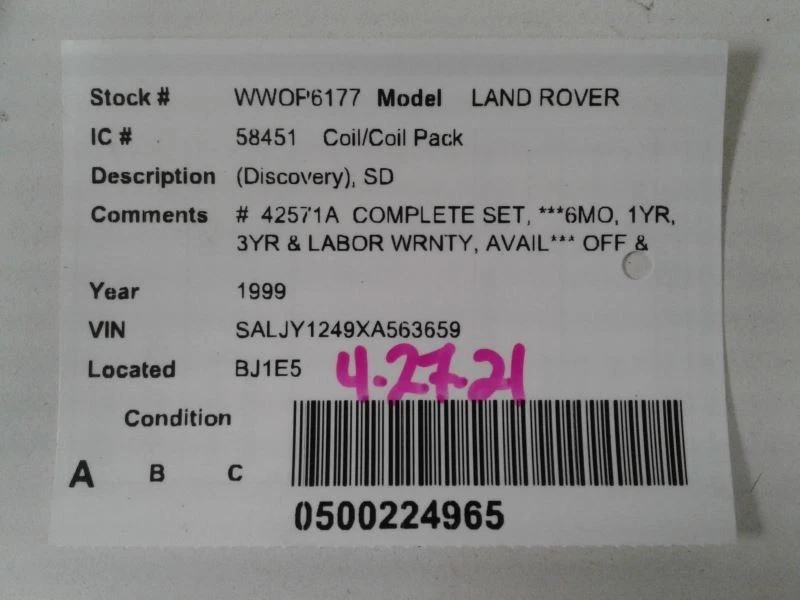 Stock # WWOP6177 Model LAND ROVER
IC # 58451 Coil/Coil Pack
Description (Discovery), SD
Comments # 42571A COMPLETE SET, ***6MO, 1YR,
3YR & LABOR WRNTY, AVAIL*** OFF &
Year 1999
VIN SALJY1249XA563659
Located BJ1E5 4-27-21
Condition
A B C
0500224965